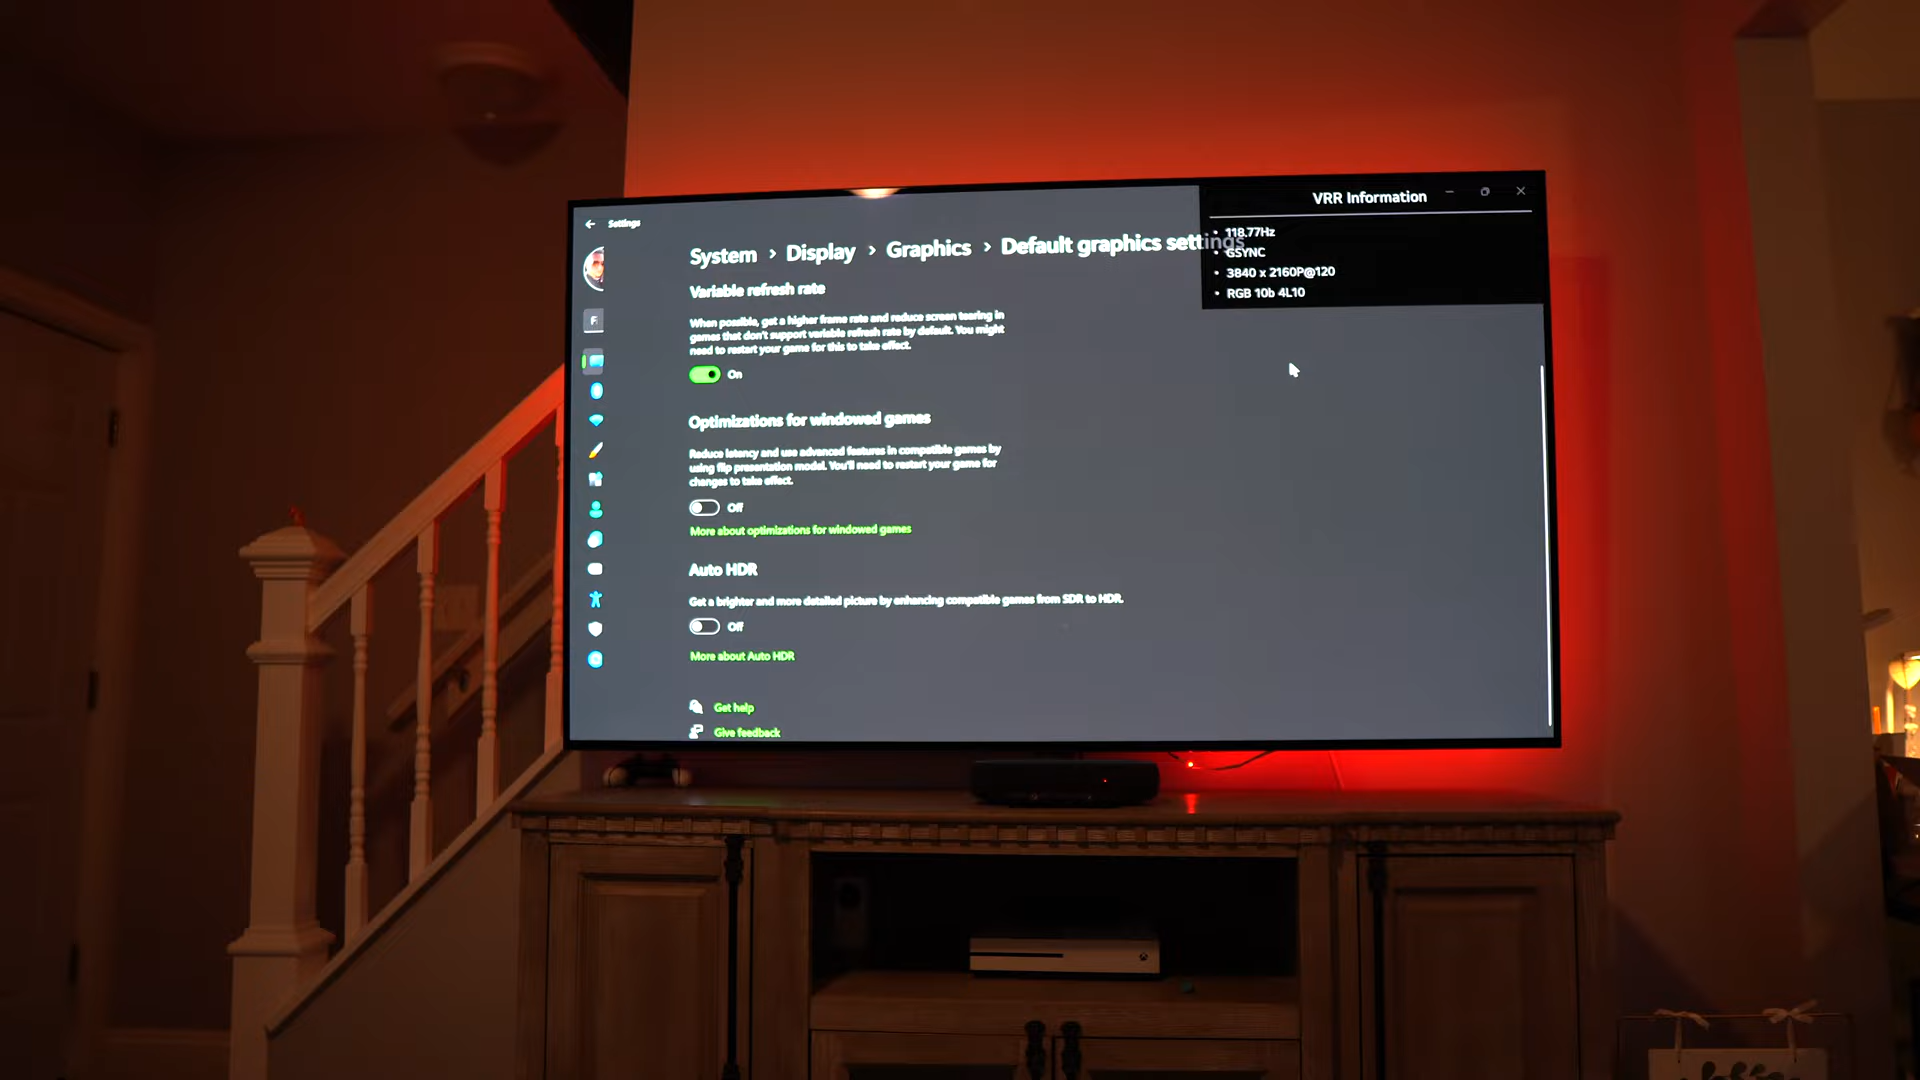 Settings
VRR Information
System > Display > Graphics > Default graphics settings
• 118.77Hz
• GSYNC
• 3840 x 2160P@120
• RGB 10b 4L10
Variable refresh rate
When possible, get a higher frame rate and reduce screen tearing in
games that don't support variable refresh rate by default. You might
need to restart your game for this to take effect.
On
Optimizations for windowed games
Reduce latency and use advanced features in compatible games by
using flip presentation model. You'll need to restart your game for
changes to take effect.
Off
More about optimizations for windowed games
Auto HDR
Get a brighter and more detailed picture by enhancing compatible games from SDR to HDR.
Off
More about Auto HDR
Get help
Give feedback